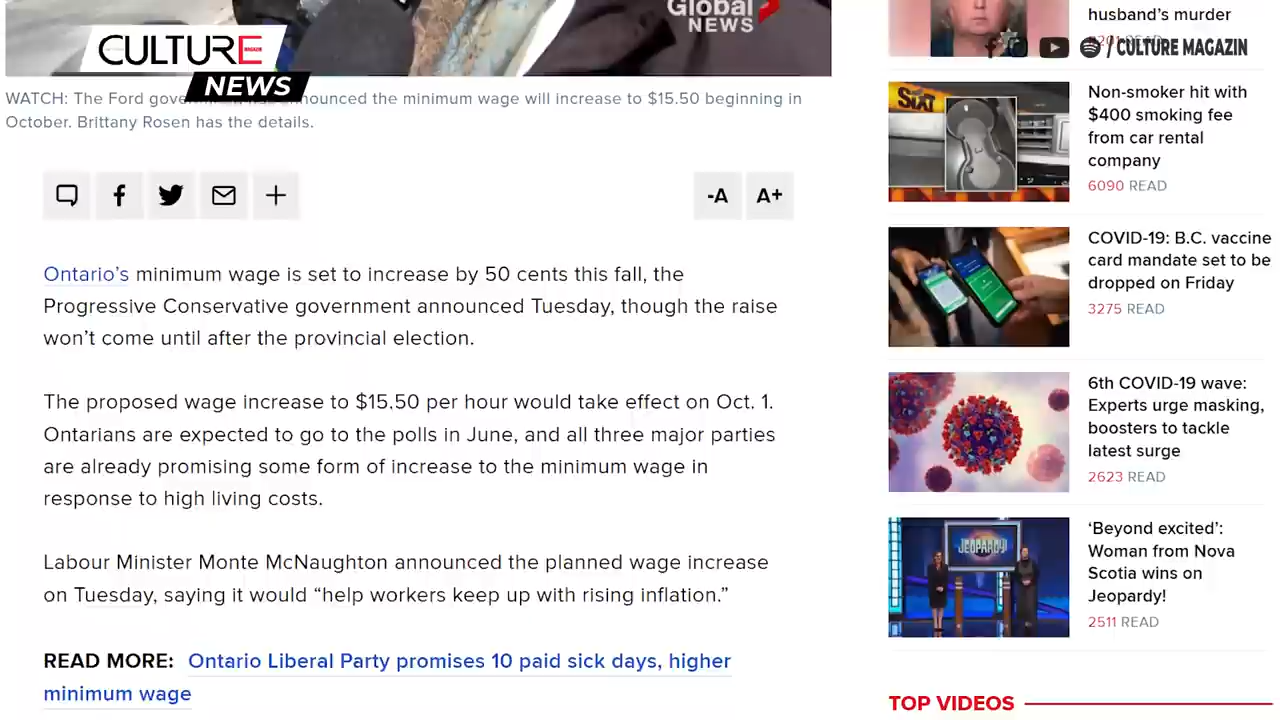 Global
NEWS
CULTURE
MAGAZIN
NEWS
/ CULTURE MAGAZIN
WATCH: The Ford announced the minimum wage will increase to $15.50 beginning in
October. Brittany Rosen has the details.
-A
A+
Ontario’s minimum wage is set to increase by 50 cents this fall, the
Progressive Conservative government announced Tuesday, though the raise
won’t come until after the provincial election.
The proposed wage increase to $15.50 per hour would take effect on Oct. 1.
Ontarians are expected to go to the polls in June, and all three major parties
are already promising some form of increase to the minimum wage in
response to high living costs.
Labour Minister Monte McNaughton announced the planned wage increase
on Tuesday, saying it would “help workers keep up with rising inflation.”
READ MORE: Ontario Liberal Party promises 10 paid sick days, higher
minimum wage
husband’s murder
SiXT
Non-smoker hit with
$400 smoking fee
from car rental
company
6090 READ
COVID-19: B.C. vaccine
card mandate set to be
dropped on Friday
3275 READ
6th COVID-19 wave:
Experts urge masking,
boosters to tackle
latest surge
2623 READ
JEOPARDY!
‘Beyond excited’:
Woman from Nova
Scotia wins on
Jeopardy!
2511 READ
TOP VIDEOS